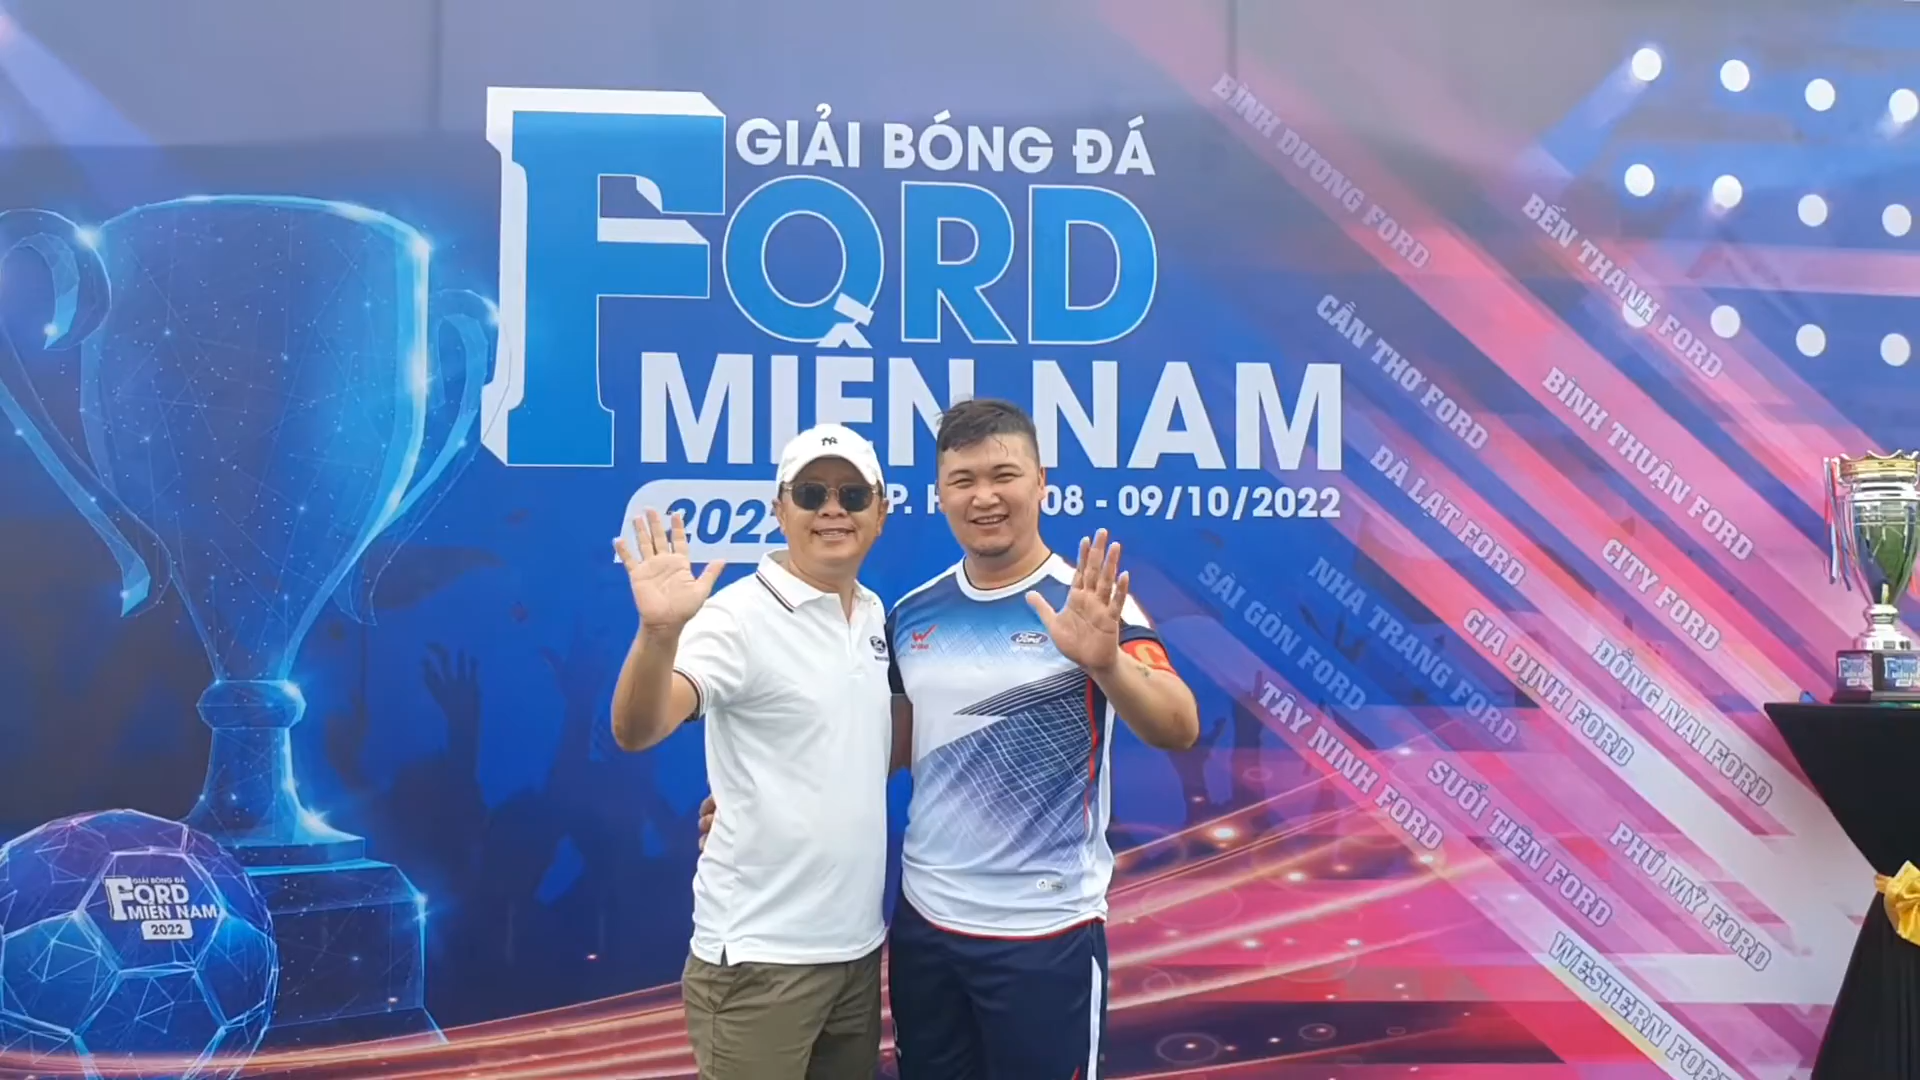 GIẢI BÓNG ĐÁ
FORD
MIỀN NAM
2022
08 - 09/10/2022
BÌNH DƯƠNG FORD
BẾN THÀNH FORD
CẦN THƠ FORD
BÌNH THUẬN FORD
ĐÀ LẠT FORD
CITY FORD
SÀI GÒN FORD
NHA TRANG FORD
GIA ĐỊNH FORD
ĐỒNG NAI FORD
TÂY NINH FORD
SUỐI TIÊN FORD
PHÚ MỸ FORD
WESTERN FORD
Ford
Ford
GIẢI BÓNG ĐÁ
FORD
MIỀN NAM
2022